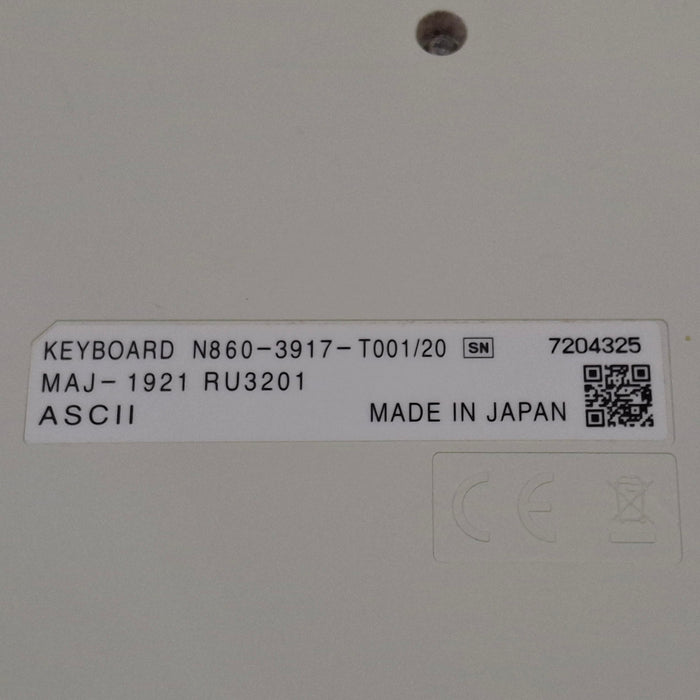 KEYBOARD N860-3917-T001/20 SN 7204325
MAJ-1921 RU3201
ASCII MADE IN JAPAN
CE